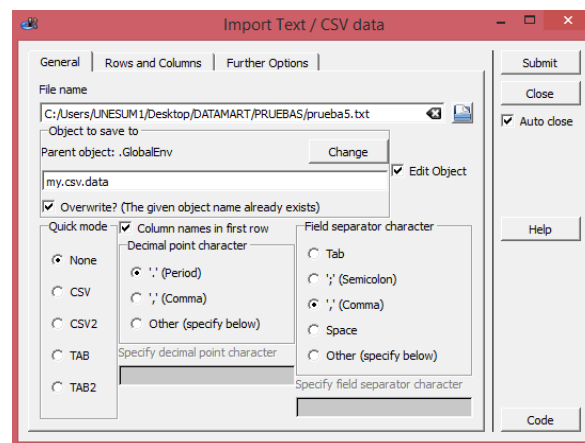 Import Text / CSV data
General Rows and Columns Further Options
Submit
File name
C:/Users/UNESUM1/Desktop/DATAMART/PRUEBAS/prueba5.txt
Close
Auto close
Object to save to
Parent object: .GlobalEnv
Change
Edit Object
my.csv.data
Overwrite? (The given object name already exists)
Help
Quick mode
None
CSV
CSV2
TAB
TAB2
Column names in first row
Decimal point character
'.' (Period)
',' (Comma)
Other (specify below)
Specify decimal point character
Field separator character
Tab
';' (Semicolon)
',' (Comma)
Space
Other (specify below)
Specify field separator character
Code